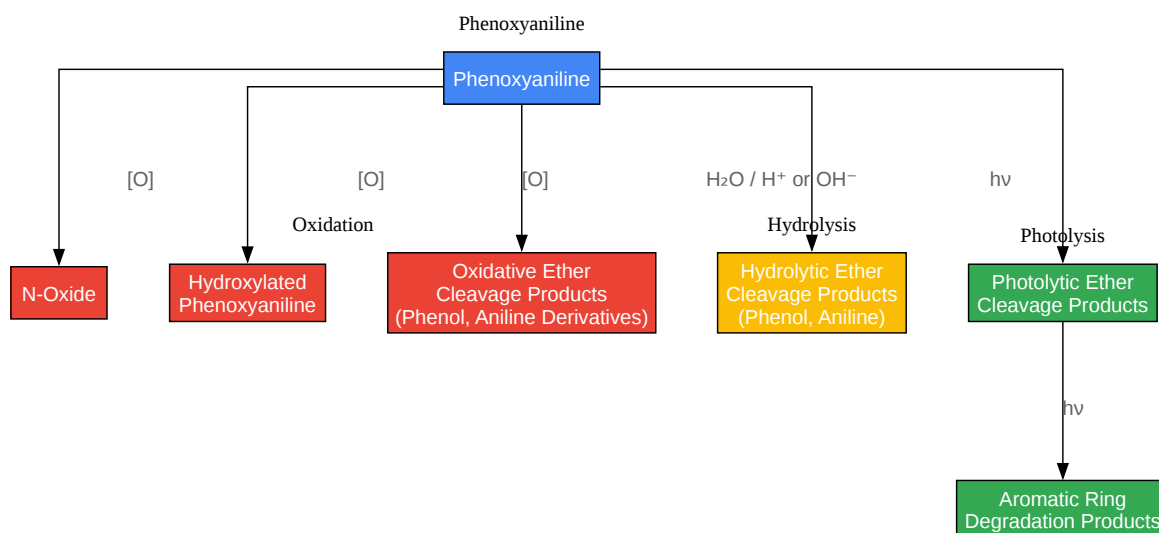 Phenoxyaniline
Phenoxyaniline
[O]
[O]
[O]
H₂O / H⁺ or OH⁻
hν
Oxidation
Hydrolysis
Photolysis
N-Oxide
Hydroxylated
Phenoxyaniline
Oxidative Ether
Cleavage Products
(Phenol, Aniline Derivatives)
Hydrolytic Ether
Cleavage Products
(Phenol, Aniline)
Photolytic Ether
Cleavage Products
hν
Aromatic Ring
Degradation Products